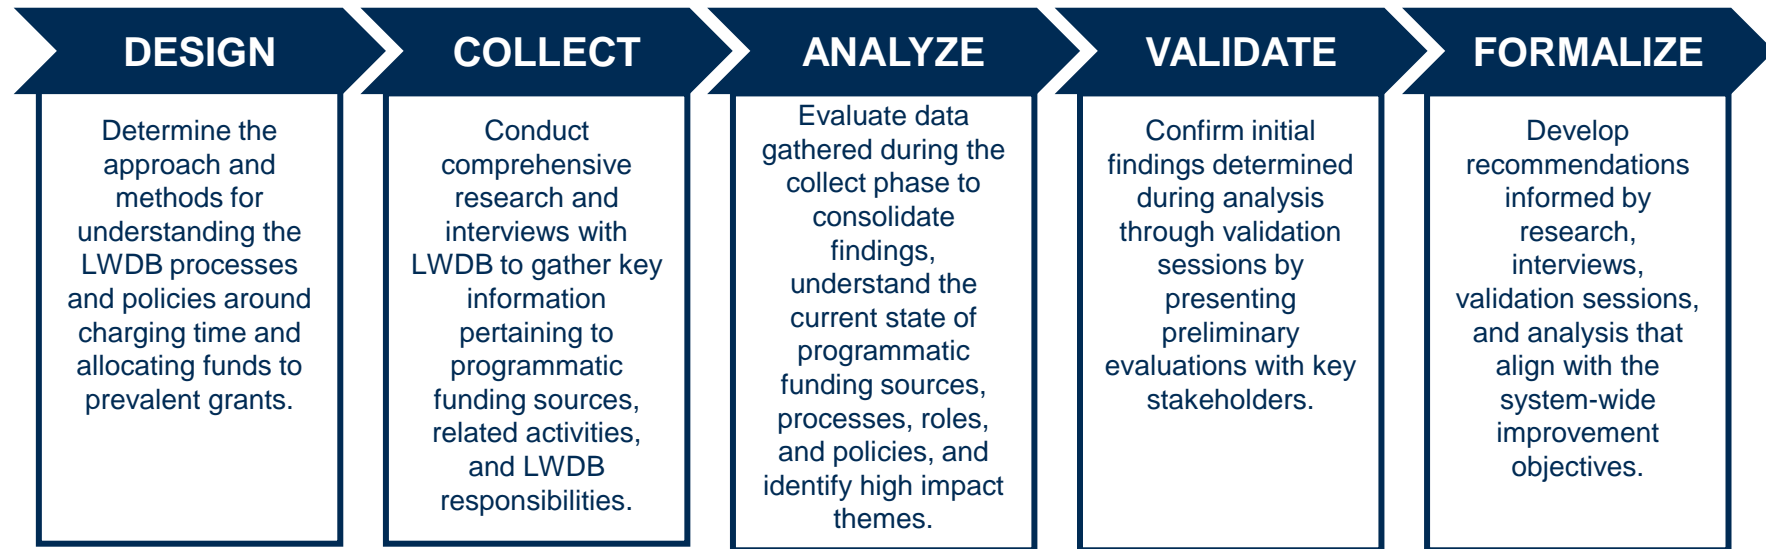 DESIGN
Determine the
approach and
methods for
understanding the
LWDB processes
and policies around
charging time and
allocating funds to
prevalent grants.
COLLECT
Conduct
comprehensive
research and
interviews with
LWDB to gather key
information
pertaining to
programmatic
funding sources,
related activities,
and LWDB
responsibilities.
ANALYZE
Evaluate data
gathered during the
collect phase to
consolidate
findings,
understand the
current state of
programmatic
funding sources,
processes, roles,
and policies, and
identify high impact
themes.
VALIDATE
Confirm initial
findings determined
during analysis
through validation
sessions by
presenting
preliminary
evaluations with key
stakeholders.
FORMALIZE
Develop
recommendations
informed by
research,
interviews,
validation sessions,
and analysis that
align with the
system-wide
improvement
objectives.